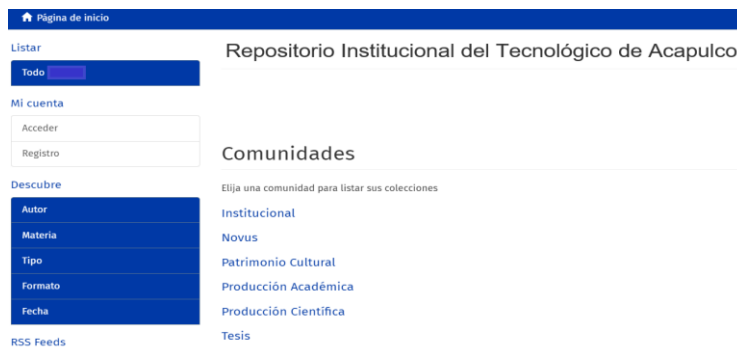 Página de inicio
Listar
Todo
Mi cuenta
Acceder
Registro
Descubre
Autor
Materia
Tipo
Formato
Fecha
RSS Feeds
Repositorio Institucional del Tecnológico de Acapulco
Comunidades
Elija una comunidad para listar sus colecciones
Institucional
Novus
Patrimonio Cultural
Producción Académica
Producción Científica
Tesis